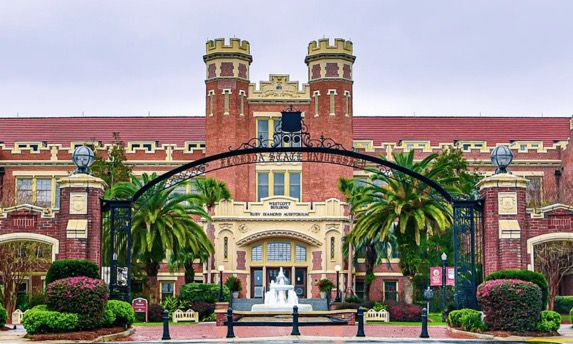 FLORIDA STATE UNIVERSITY
WESTCOTT
BUILDING
RUBY DIAMOND AUDITORIUM